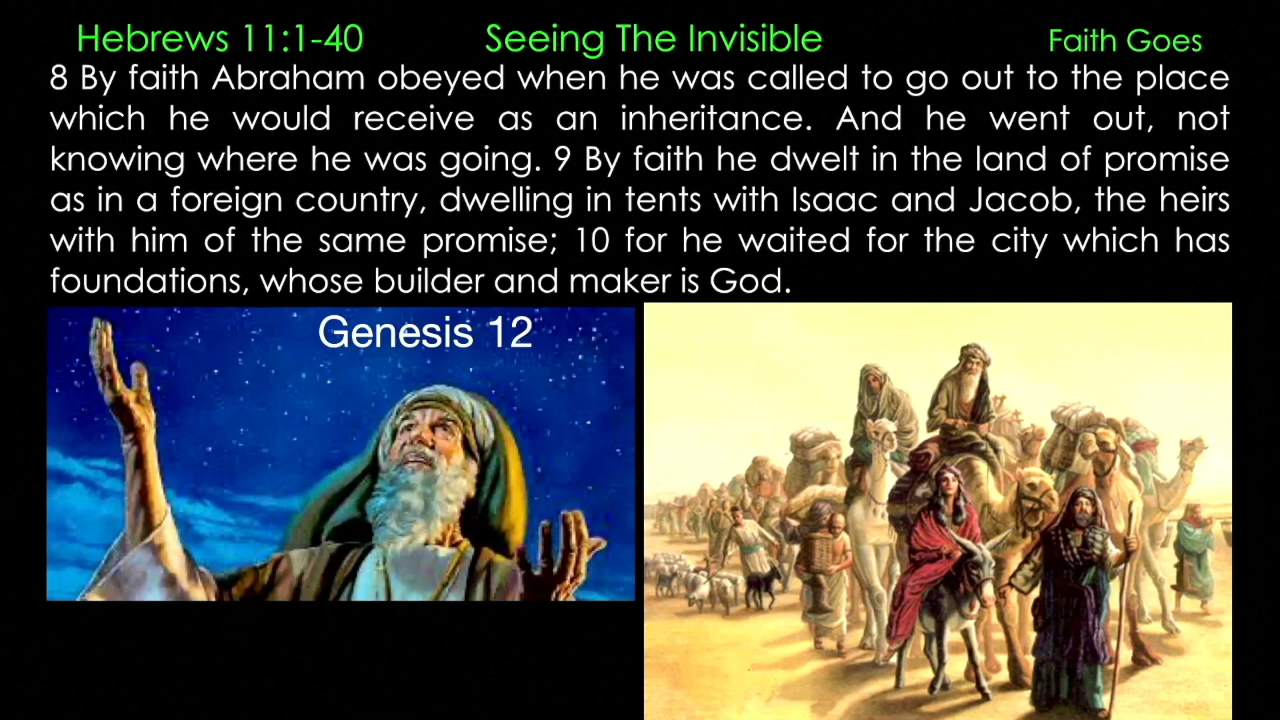 Hebrews 11:1-40 Seeing The Invisible Faith Goes
8 By faith Abraham obeyed when he was called to go out to the place
which he would receive as an inheritance. And he went out, not
knowing where he was going. 9 By faith he dwelt in the land of promise
as in a foreign country, dwelling in tents with Isaac and Jacob, the heirs
with him of the same promise; 10 for he waited for the city which has
foundations, whose builder and maker is God.
Genesis 12